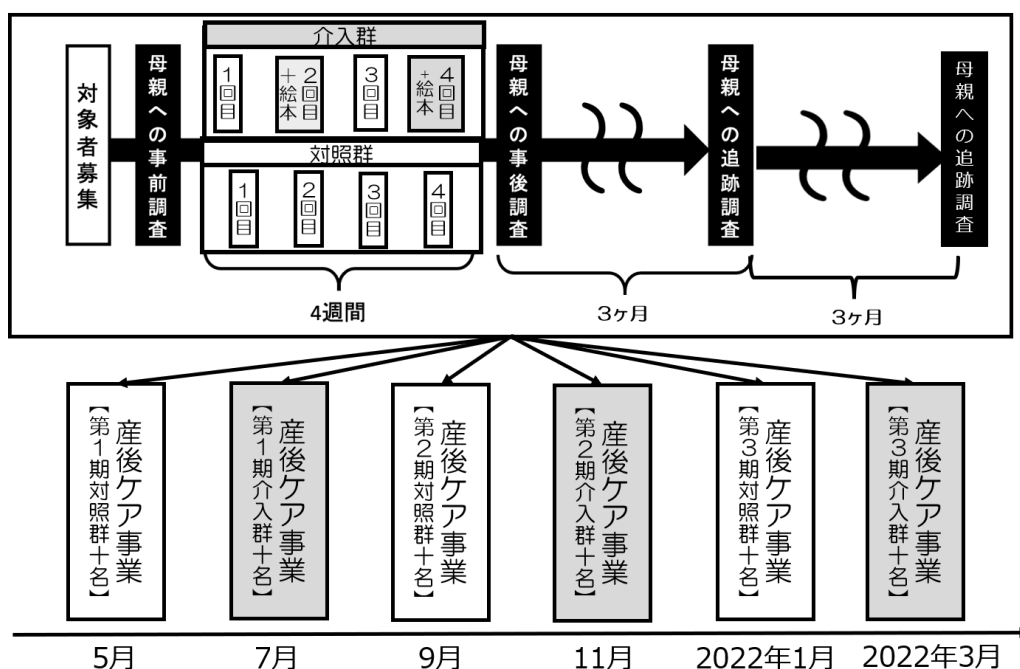 対象者募集
母親への事前調査
介入群
1回目
2回目
+絵本
3回目
4回目
+絵本
対照群
1回目
2回目
3回目
4回目
母親への事後調査
母親への追跡調査
母親への追跡調査
4週間
3ヶ月
3ヶ月
産後ケア事業
【第1期対照群十名】
産後ケア事業
【第1期介入群十名】
産後ケア事業
【第2期対照群十名】
産後ケア事業
【第2期介入群十名】
産後ケア事業
【第3期対照群十名】
産後ケア事業
【第3期介入群十名】
5月
7月
9月
11月
2022年1月
2022年3月